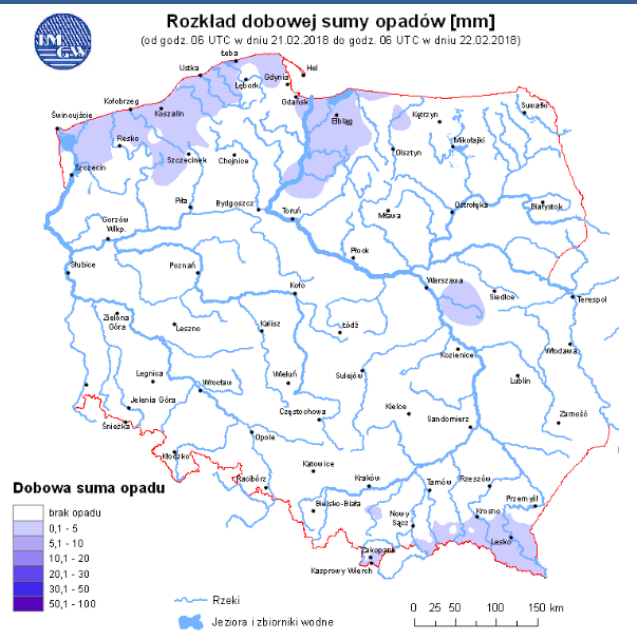 Rozkład dobowej sumy opadów [mm]
(od godz. 06 UTC w dniu 21.02.2018 do godz. 06 UTC w dniu 22.02.2018)
IM
GW
Łeba
Ustka
Hel
Gdynia
Lębork
Kołobrzeg
Koszalin
Gdańsk
Suwałki
Świnoujście
Elbląg
Kętrzyn
Resko
Mikołajki
Szczecinek
Chojnice
Olsztyn
Szczecin
Piła
Bydgoszcz
Toruń
Mława
Ostrołęka
Białystok
Gorzów
Wlkp.
Płock
Słubice
Poznań
Koło
Warszawa
Siedlce
Terespol
Zielona
Góra
Leszno
Kalisz
Łódź
Kozienice
Włodawa
Legnica
Wrocław
Wieluń
Sulejów
Lublin
Jelenia Góra
Częstochowa
Kielce
Sandomierz
Zamość
Śnieżka
Opole
Kłodzko
Katowice
Racibórz
Kraków
Tarnów
Rzeszów
Bielsko-Biała
Przemyśl
Nowy
Sącz
Krosno
Lesko
Zakopane
Kasprowy Wierch
Dobowa suma opadu
brak opadu
0,1 - 5
5,1 - 10
10,1 - 20
20,1 - 30
30,1 - 50
50,1 - 100
Rzeki
Jeziora i zbiorniki wodne
0 25 50 100 150 km